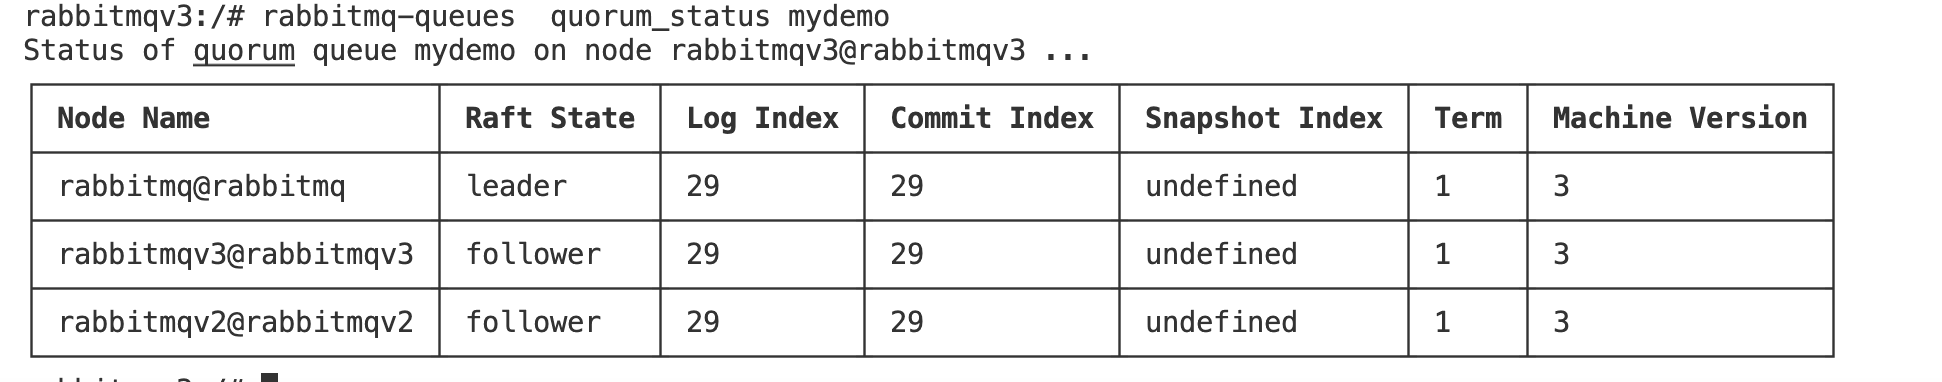 rabbitmqv3:/# rabbitmq-queues  quorum_status mydemo
Status of quorum queue mydemo on node rabbitmqv3@rabbitmqv3 ...
Node Name Raft State Log Index Commit Index Snapshot Index Term Machine Version
rabbitmq@rabbitmq leader 29 29 undefined 1 3
rabbitmqv3@rabbitmqv3 follower 29 29 undefined 1 3
rabbitmqv2@rabbitmqv2 follower 29 29 undefined 1 3